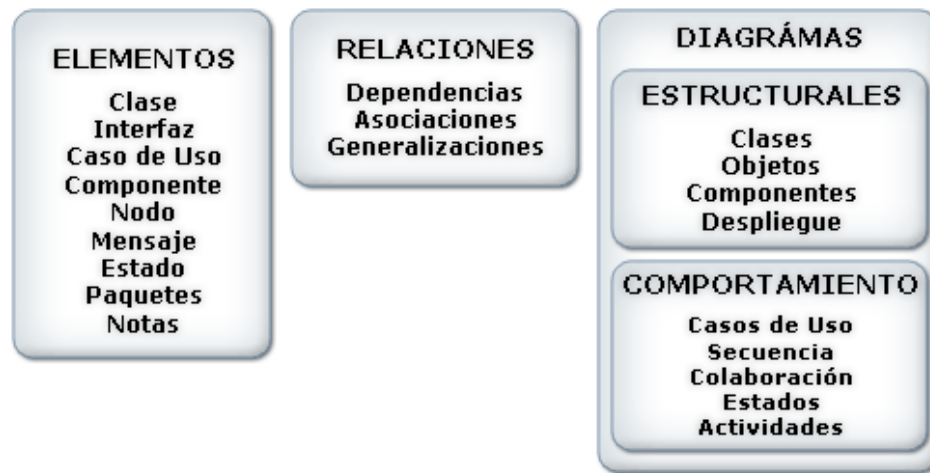 ELEMENTOS
Clase
Interfaz
Caso de Uso
Componente
Nodo
Mensaje
Estado
Paquetes
Notas
RELACIONES
Dependencias
Asociaciones
Generalizaciones
DIAGRÁMAS
ESTRUCTURALES
Clases
Objetos
Componentes
Despliegue
COMPORTAMIENTO
Casos de Uso
Secuencia
Colaboración
Estados
Actividades